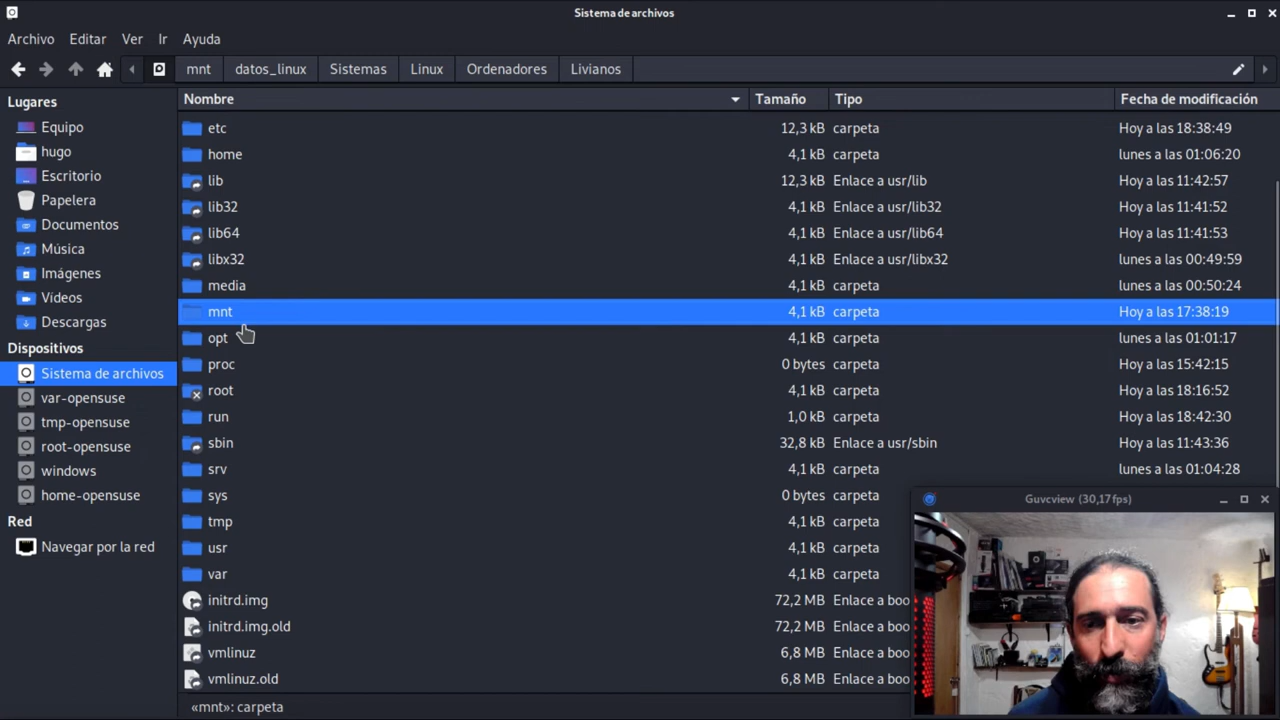 Sistema de archivos
Archivo Editar Ver Ir Ayuda
mnt datos_linux Sistemas Linux Ordenadores Livianos
Lugares
Equipo
hugo
Escritorio
Papelera
Documentos
Música
Imágenes
Vídeos
Descargas
Dispositivos
Sistema de archivos
var-opensuse
tmp-opensuse
root-opensuse
windows
home-opensuse
Red
Navegar por la red
Nombre Tamaño Tipo Fecha de modificación
etc 12,3 kB carpeta Hoy a las 18:38:49
home 4,1 kB carpeta lunes a las 01:06:20
lib 12,3 kB Enlace a usr/lib Hoy a las 11:42:57
lib32 4,1 kB Enlace a usr/lib32 Hoy a las 11:41:52
lib64 4,1 kB Enlace a usr/lib64 Hoy a las 11:41:53
libx32 4,1 kB Enlace a usr/libx32 lunes a las 00:49:59
media 4,1 kB carpeta lunes a las 00:50:24
mnt 4,1 kB carpeta Hoy a las 17:38:19
opt 4,1 kB carpeta lunes a las 01:01:17
proc 0 bytes carpeta Hoy a las 15:42:15
root 4,1 kB carpeta Hoy a las 18:16:52
run 1,0 kB carpeta Hoy a las 18:42:30
sbin 32,8 kB Enlace a usr/sbin Hoy a las 11:43:36
srv 4,1 kB carpeta lunes a las 01:04:28
sys 0 bytes carpeta
tmp 4,1 kB carpeta
usr 4,1 kB carpeta
var 4,1 kB carpeta
initrd.img 72,2 MB Enlace a boo
initrd.img.old 72,2 MB Enlace a boo
vmlinuz 6,8 MB Enlace a boo
vmlinuz.old 6,8 MB Enlace a boo
«mnt»: carpeta
Guvcview (30,17 fps)